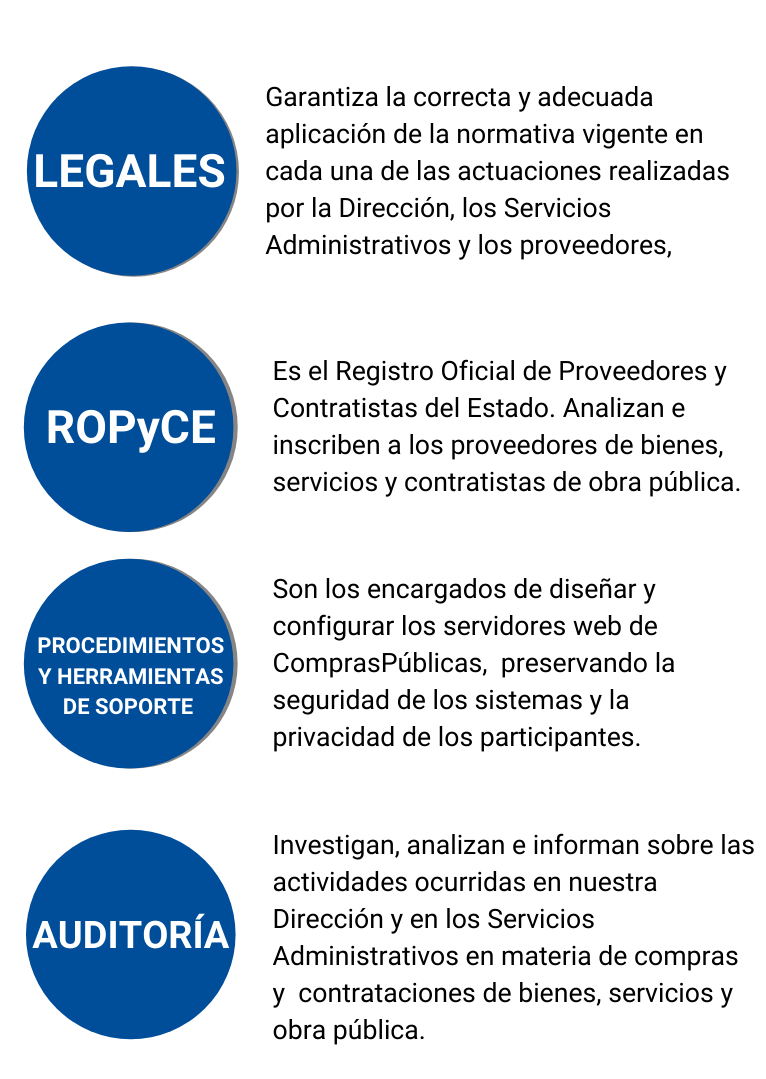 LEGALES
Garantiza la correcta y adecuada
aplicación de la normativa vigente en
cada una de las actuaciones realizadas
por la Dirección, los Servicios
Administrativos y los proveedores,
ROPyCE
Es el Registro Oficial de Proveedores y
Contratistas del Estado. Analizan e
inscriben a los proveedores de bienes,
servicios y contratistas de obra pública.
PROCEDIMIENTOS
Y HERRAMIENTAS
DE SOPORTE
Son los encargados de diseñar y
configurar los servidores web de
ComprasPúblicas,  preservando la
seguridad de los sistemas y la
privacidad de los participantes.
AUDITORÍA
Investigan, analizan e informan sobre las
actividades ocurridas en nuestra
Dirección y en los Servicios
Administrativos en materia de compras
y  contrataciones de bienes, servicios y
obra pública.